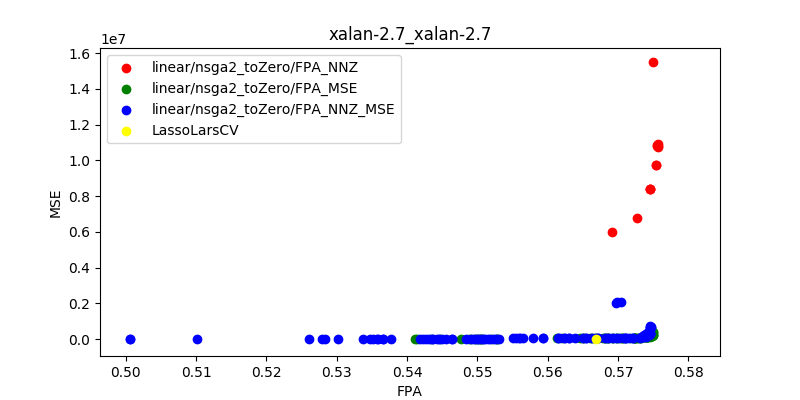 xalan-2.7_xalan-2.7
1e7
linear/nsga2_toZero/FPA_NNZ
linear/nsga2_toZero/FPA_MSE
linear/nsga2_toZero/FPA_NNZ_MSE
LassoLarsCV
MSE
1.6
1.4
1.2
1.0
0.8
0.6
0.4
0.2
0.0
0.50 0.51 0.52 0.53 0.54 0.55 0.56 0.57 0.58
FPA